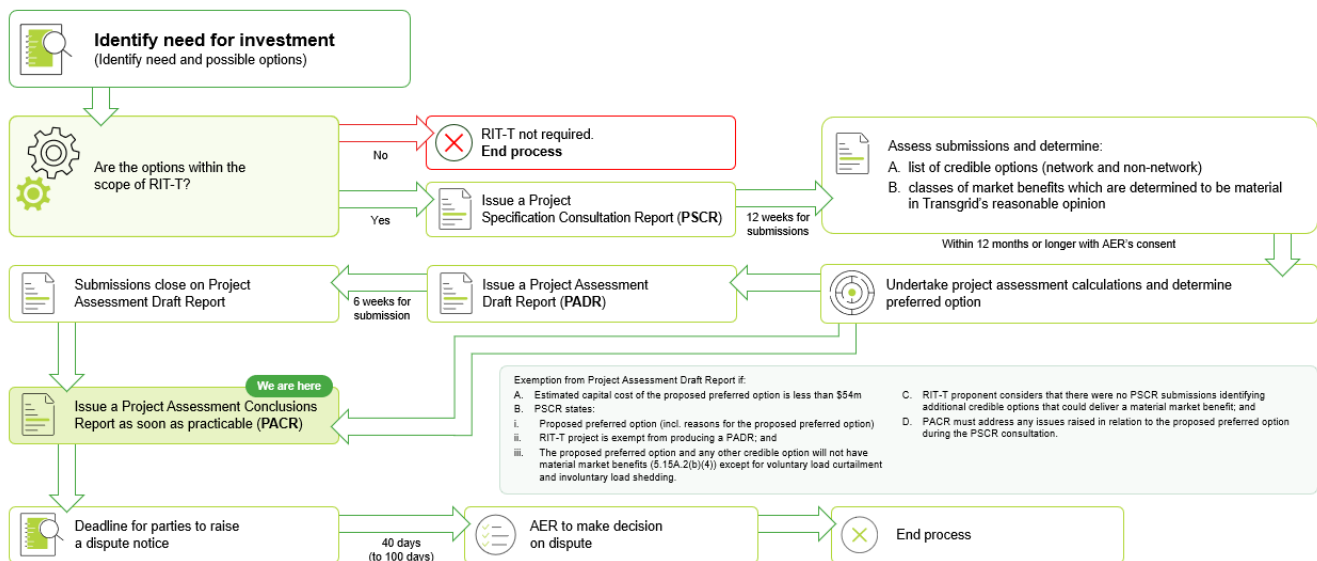 Identify need for investment
(Identify need and possible options)
Are the options within the
scope of RIT-T?
No
RIT-T not required.
End process
Yes
Issue a Project
Specification Consultation Report (PSCR)
12 weeks for
submissions
Assess submissions and determine:
A. list of credible options (network and non-network)
B. classes of market benefits which are determined to be material
in Transgrid's reasonable opinion
Within 12 months or longer with AER's consent
Undertake project assessment calculations and determine
preferred option
Issue a Project Assessment
Draft Report (PADR)
6 weeks for
submission
Submissions close on Project
Assessment Draft Report
We are here
Issue a Project Assessment Conclusions
Report as soon as practicable (PACR)
Exemption from Project Assessment Draft Report if:
A. Estimated capital cost of the proposed preferred option is less than $54m
B. PSCR states:
i. Proposed preferred option (incl. reasons for the proposed preferred option)
ii. RIT-T project is exempt from producing a PADR; and
iii. The proposed preferred option and any other credible option will not have
material market benefits (5.15A.2(b)(4)) except for voluntary load curtailment
and involuntary load shedding.
C. RIT-T proponent considers that there were no PSCR submissions identifying
additional credible options that could deliver a material market benefit; and
D. PACR must address any issues raised in relation to the proposed preferred option
during the PSCR consultation.
Deadline for parties to raise
a dispute notice
40 days
(to 100 days)
AER to make decision
on dispute
End process